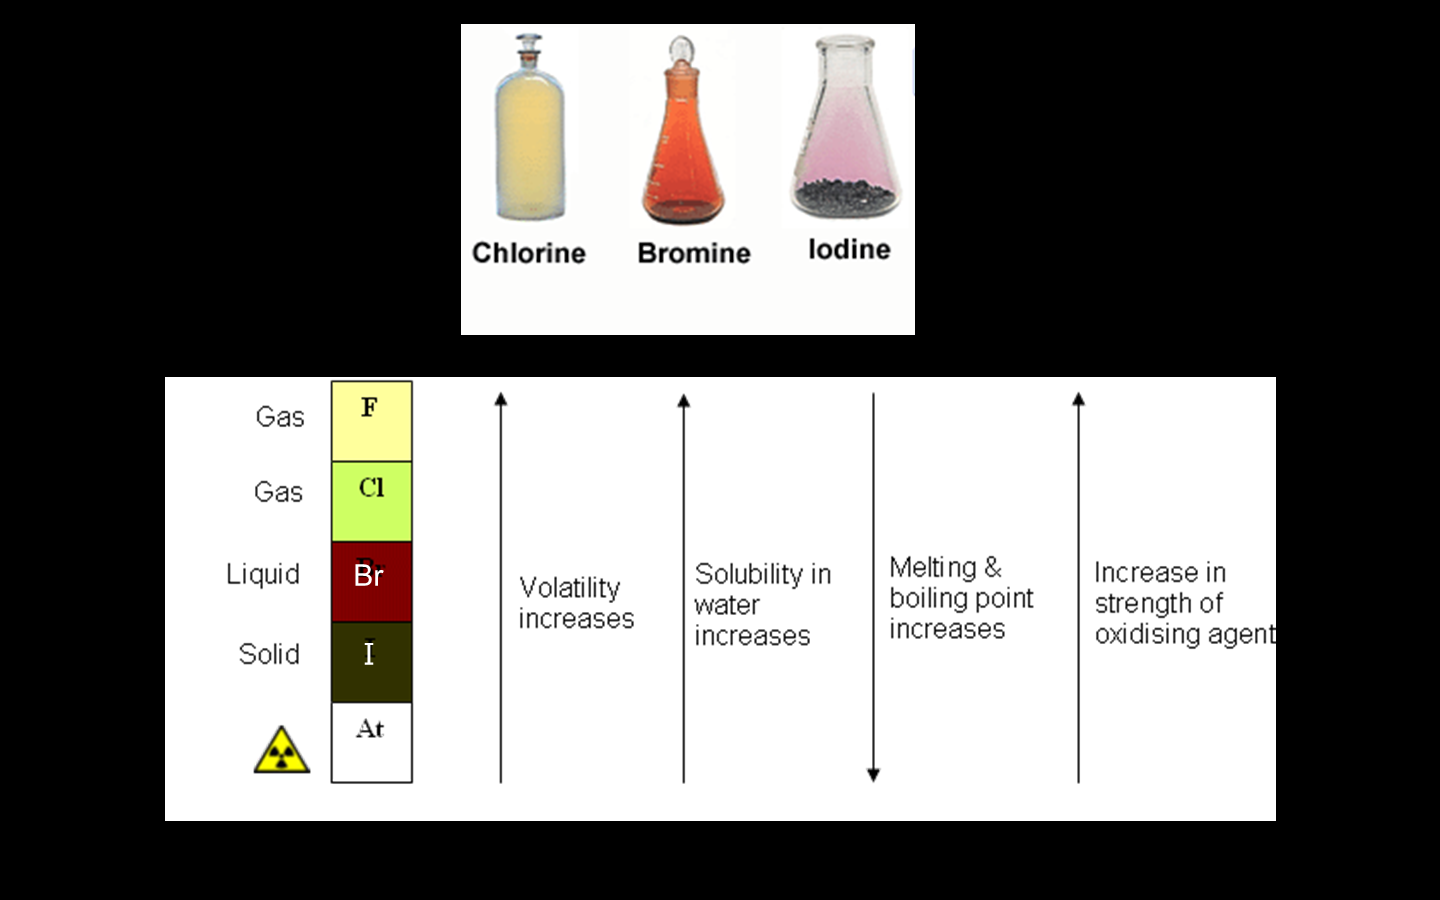 Chlorine
Bromine
Iodine
Gas
F
Gas
Cl
Liquid
Br
Solid
I
At
Volatility
increases
Solubility in
water
increases
Melting &
boiling point
increases
Increase in
strength of
oxidising agent